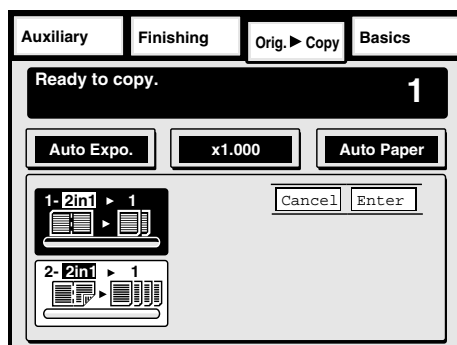 Auxiliary Finishing Orig. ► Copy Basics
Ready to copy. 1
Auto Expo. x1.000 Auto Paper
1- 2in1 ► 1
Cancel Enter
2- 2in1 ► 1